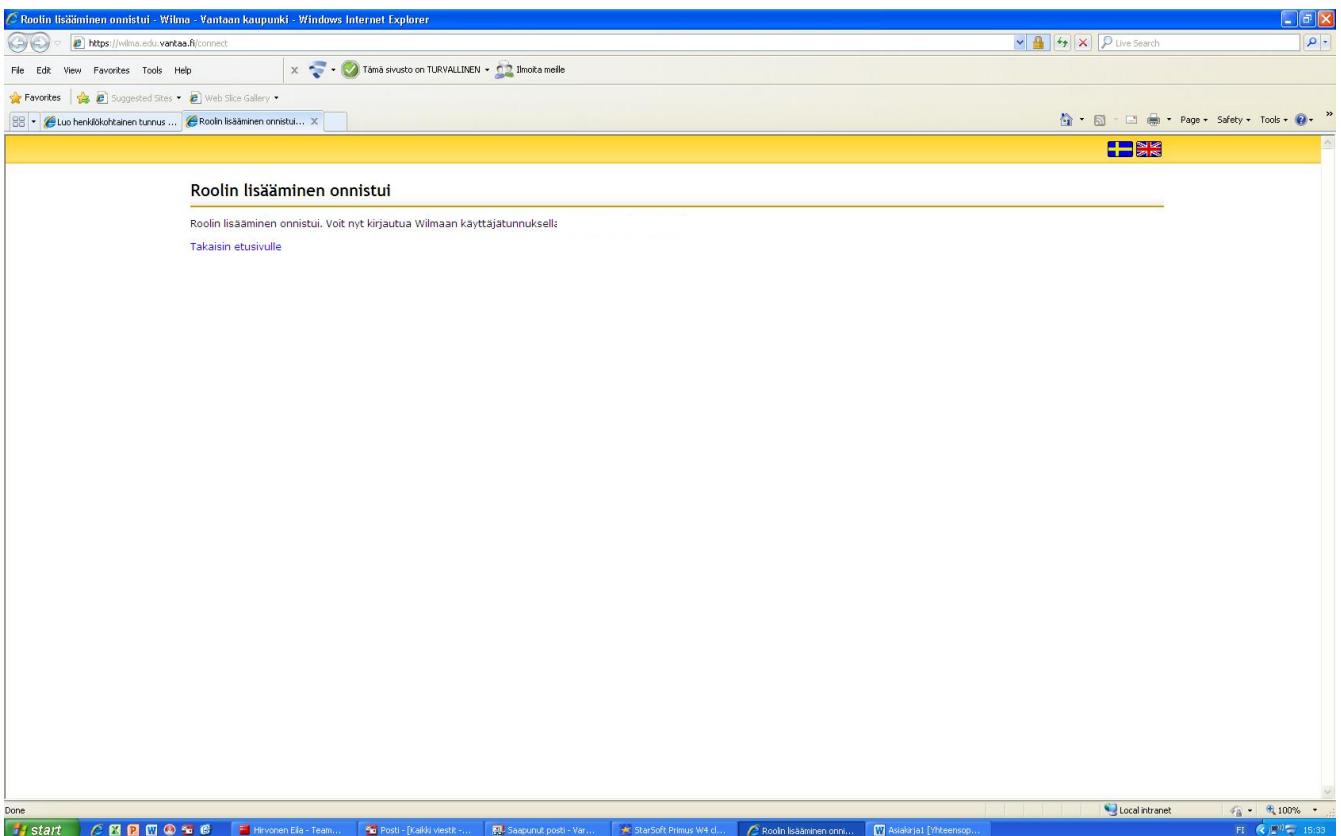 Roolin lisääminen onnistui - Wilma - Vantaan kaupunki - Windows Internet Explorer
https://wilma.edu.vantaa.fi/connect
Live Search
File Edit View Favorites Tools Help
x Tämä sivusto on TURVALLINEN Ilmoita meille
Favorites Suggested Sites Web Slice Gallery
Luo henkilökohtainen tunnus ... Roolin lisääminen onnistui... X
Page Safety Tools »
Roolin lisääminen onnistui
Roolin lisääminen onnistui. Voit nyt kirjautua Wilmaan käyttäjätunnuksella
Takaisin etusivulle
Done Local intranet 100%
start Hirvonen Eila - Team... Posti - [Kaikki viestit -... Saapunut posti - Var... StarSoft Primus W4 cl... Roolin lisääminen onni... Asiakirja1 [Yhteensop... FI 15:33